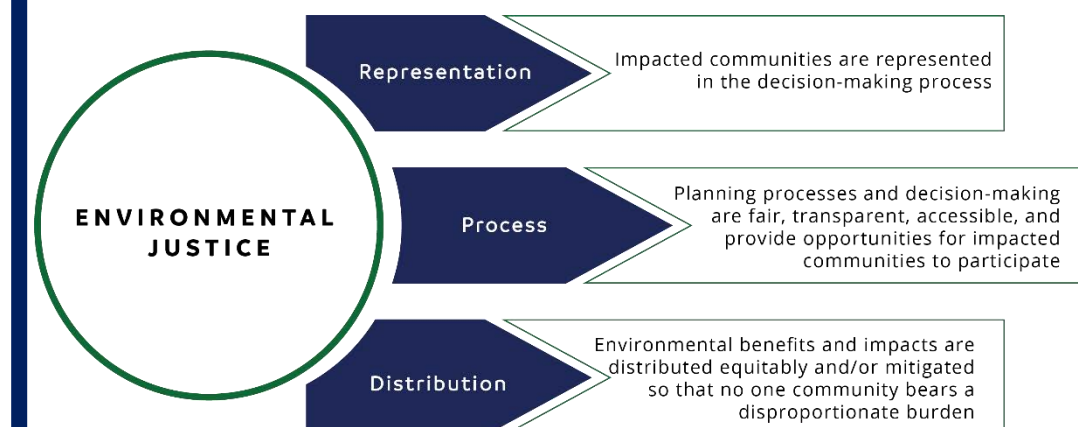 ENVIRONMENTAL
JUSTICE
Representation
Impacted communities are represented
in the decision-making process
Process
Planning processes and decision-making
are fair, transparent, accessible, and
provide opportunities for impacted
communities to participate
Distribution
Environmental benefits and impacts are
distributed equitably and/or mitigated
so that no one community bears a
disproportionate burden